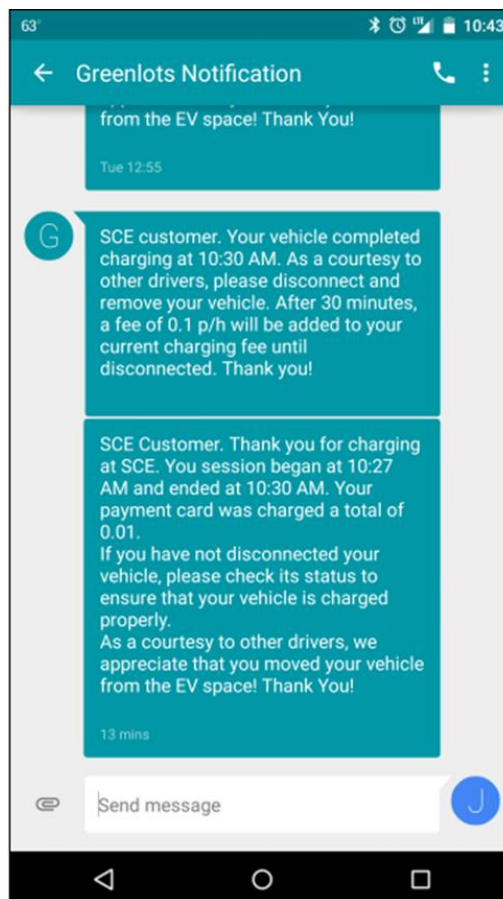 63°
LTE
10:43
Greenlots Notification
from the EV space! Thank You!
Tue 12:55
G
SCE customer. Your vehicle completed
charging at 10:30 AM. As a courtesy to
other drivers, please disconnect and
remove your vehicle. After 30 minutes,
a fee of 0.1 p/h will be added to your
current charging fee until
disconnected. Thank you!
SCE Customer. Thank you for charging
at SCE. You session began at 10:27
AM and ended at 10:30 AM. Your
payment card was charged a total of
0.01.
If you have not disconnected your
vehicle, please check its status to
ensure that your vehicle is charged
properly.
As a courtesy to other drivers, we
appreciate that you moved your vehicle
from the EV space! Thank You!
13 mins
Send message
J